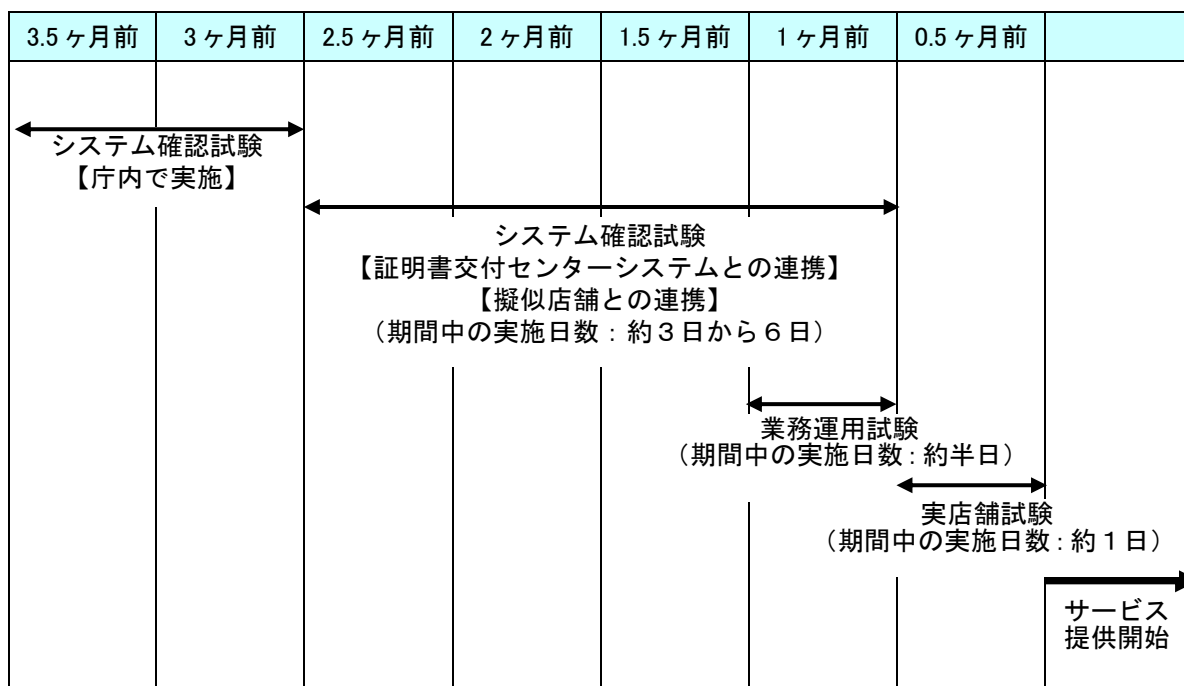 3.5ヶ月前 3ヶ月前 2.5ヶ月前 2ヶ月前 1.5ヶ月前 1ヶ月前 0.5ヶ月前
システム確認試験
【庁内で実施】
システム確認試験
【証明書交付センターシステムとの連携】
【擬似店舗との連携】
（期間中の実施日数：約３日から６日）
業務運用試験
（期間中の実施日数：約半日）
実店舗試験
（期間中の実施日数：約１日）
サービス
提供開始